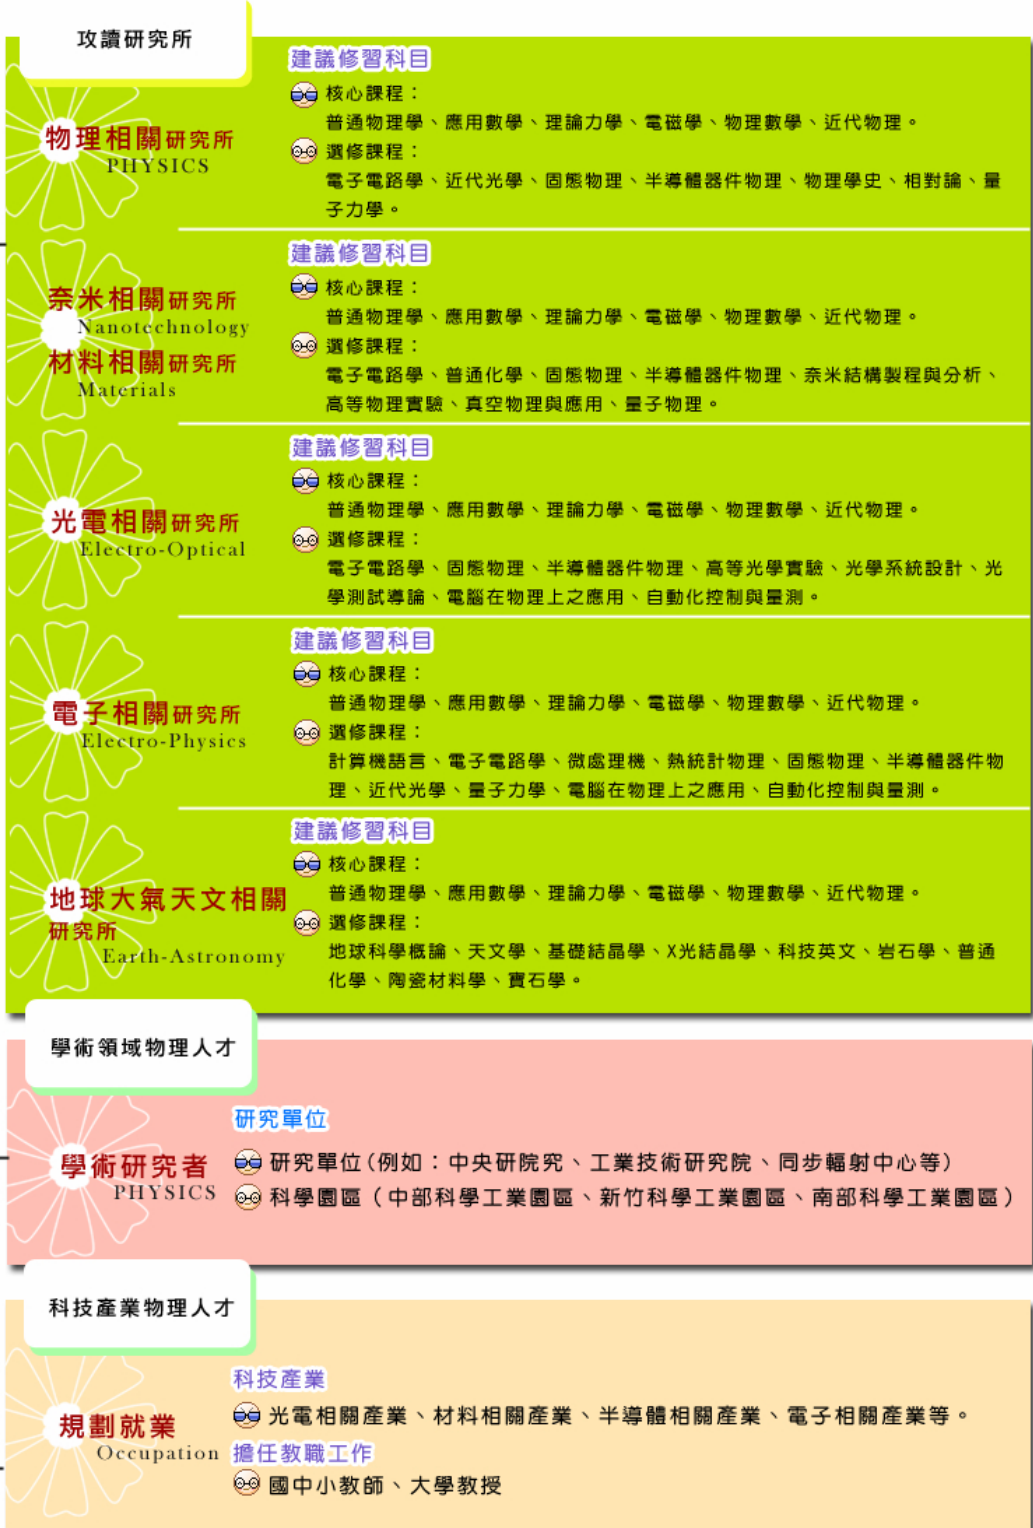 攻讀研究所
物理相關研究所
PHYSICS
建議修習科目
核心課程：
普通物理學、應用數學、理論力學、電磁學、物理數學、近代物理。
選修課程：
電子電路學、近代光學、固態物理、半導體器件物理、物理學史、相對論、量
子力學。
奈米相關研究所
Nanotechnology
材料相關研究所
Materials
建議修習科目
核心課程：
普通物理學、應用數學、理論力學、電磁學、物理數學、近代物理。
選修課程：
電子電路學、普通化學、固態物理、半導體器件物理、奈米結構製程與分析、
高等物理實驗、真空物理與應用、量子物理。
光電相關研究所
Electro-Optical
建議修習科目
核心課程：
普通物理學、應用數學、理論力學、電磁學、物理數學、近代物理。
選修課程：
電子電路學、固態物理、半導體器件物理、高等光學實驗、光學系統設計、光
學測試導論、電腦在物理上之應用、自動化控制與量測。
電子相關研究所
Electro-Physics
建議修習科目
核心課程：
普通物理學、應用數學、理論力學、電磁學、物理數學、近代物理。
選修課程：
計算機語言、電子電路學、微處理機、熱統計物理、固態物理、半導體器件物
理、近代光學、量子力學、電腦在物理上之應用、自動化控制與量測。
地球大氣天文相關
研究所
Earth-Astronomy
建議修習科目
核心課程：
普通物理學、應用數學、理論力學、電磁學、物理數學、近代物理。
選修課程：
地球科學概論、天文學、基礎結晶學、X光結晶學、科技英文、岩石學、普通
化學、陶瓷材料學、寶石學。
學術領域物理人才
學術研究者
PHYSICS
研究單位
研究單位(例如：中央研院究、工業技術研究院、同步輻射中心等)
科學園區（中部科學工業園區、新竹科學工業園區、南部科學工業園區）
科技產業物理人才
規劃就業
Occupation
科技產業
光電相關產業、材料相關產業、半導體相關產業、電子相關產業等。
擔任教職工作
國中小教師、大學教授